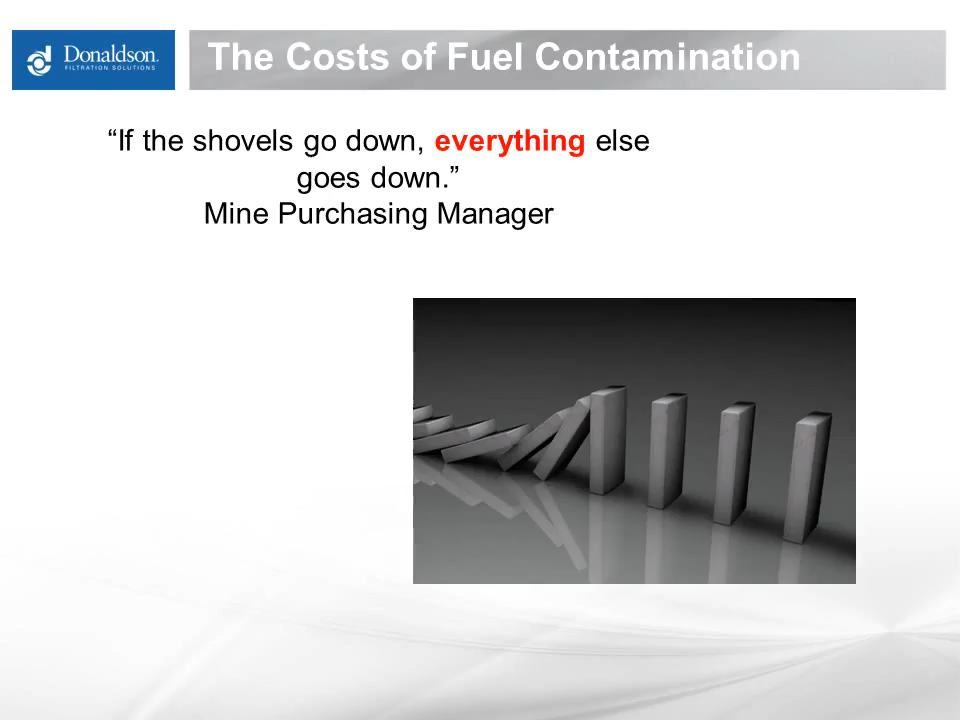 Donaldson.
FILTRATION SOLUTIONS
The Costs of Fuel Contamination
“If the shovels go down, everything else
goes down.”
Mine Purchasing Manager